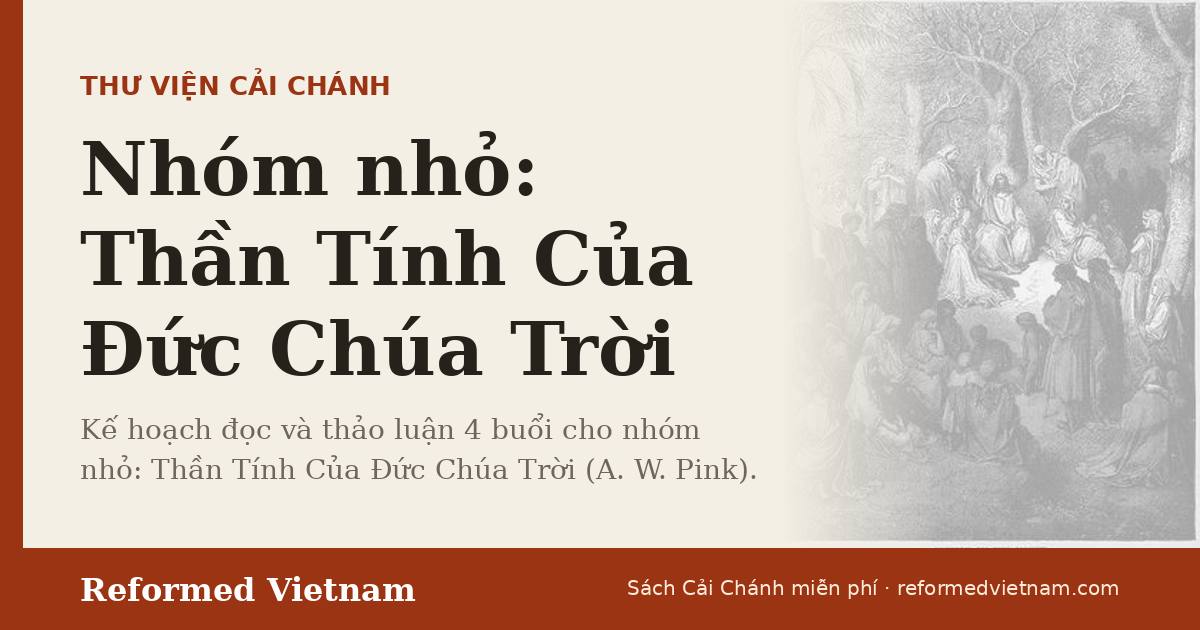 THƯ VIỆN CẢI CHÁNH
Nhóm nhỏ:
Thần Tính Của
Đức Chúa Trời
Kế hoạch đọc và thảo luận 4 buổi cho nhóm
nhỏ: Thần Tính Của Đức Chúa Trời (A. W. Pink).
Reformed Vietnam
Sách Cải Chánh miễn phí · reformedvietnam.com